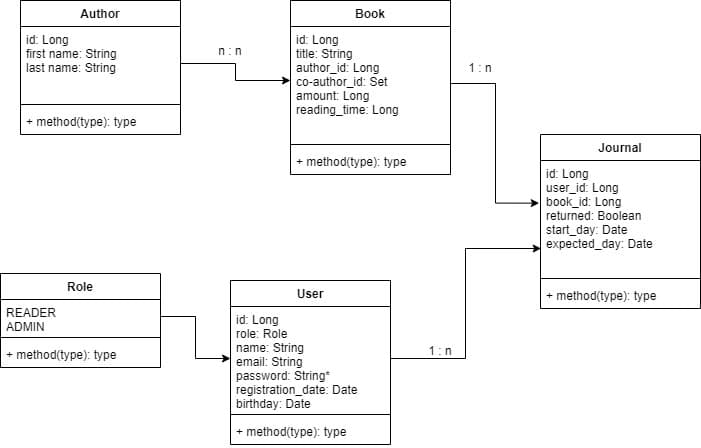 Author
id: Long
first name: String
last name: String
+ method(type): type
n : n
Book
id: Long
title: String
author_id: Long
co-author_id: Set
amount: Long
reading_time: Long
+ method(type): type
1 : n
Journal
id: Long
user_id: Long
book_id: Long
returned: Boolean
start_day: Date
expected_day: Date
+ method(type): type
Role
READER
ADMIN
+ method(type): type
User
id: Long
role: Role
name: String
email: String
password: String*
registration_date: Date
birthday: Date
+ method(type): type
1 : n